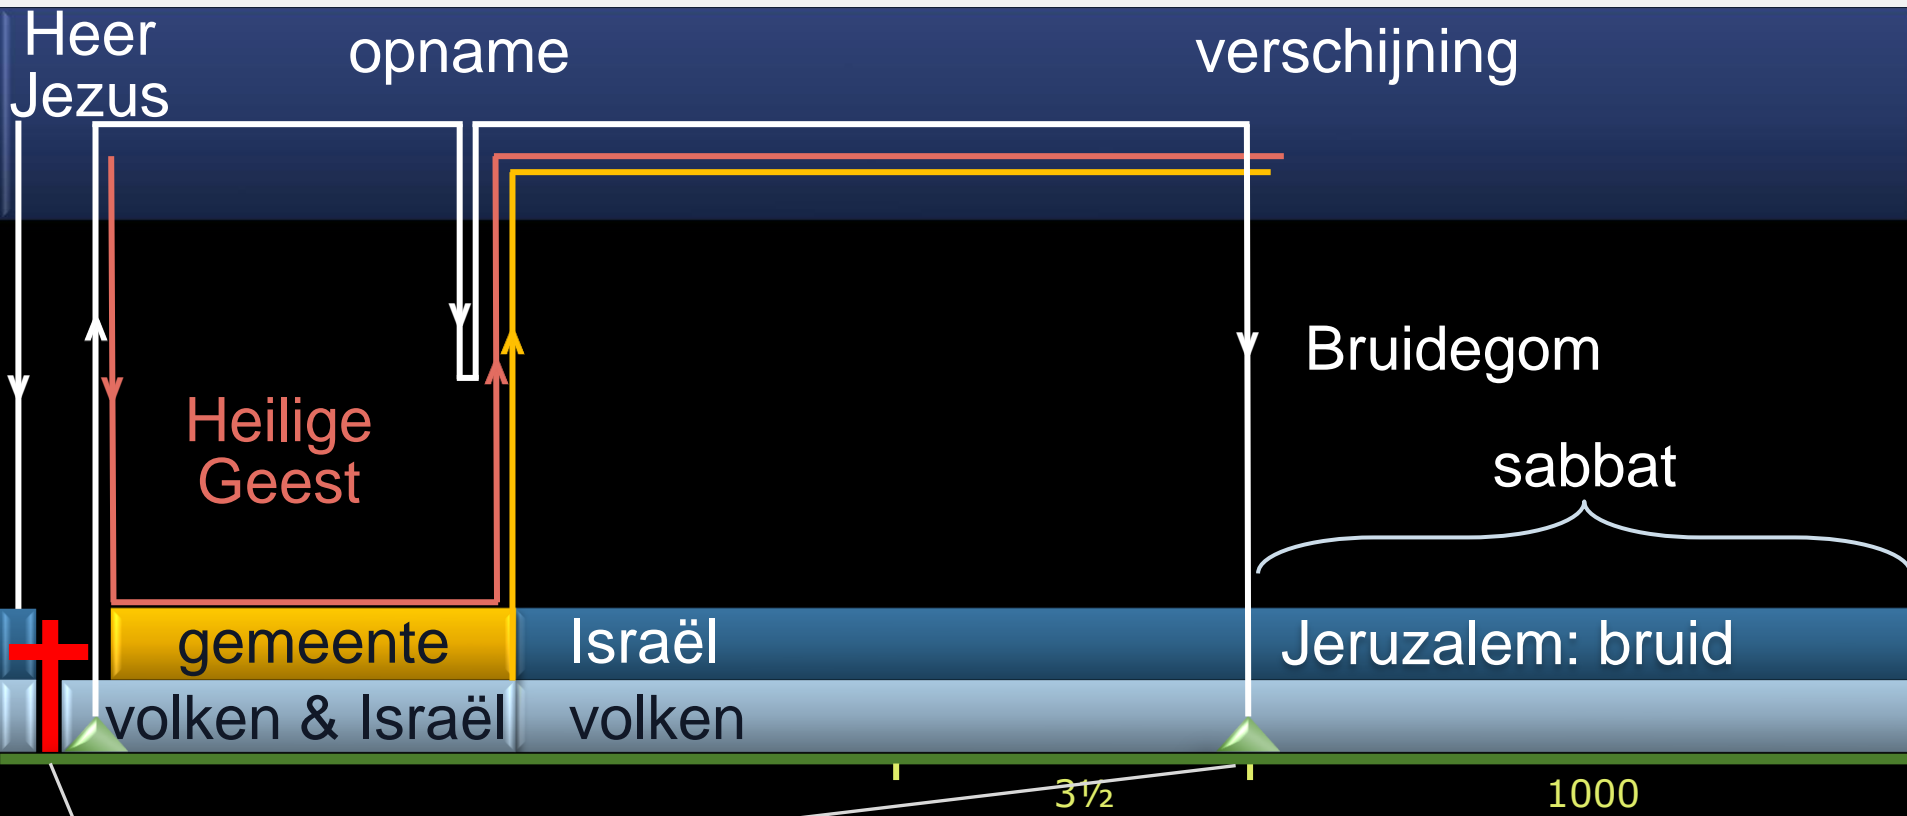 Heer
Jezus
opname
verschijning
Bruidegom
Heilige
Geest
sabbat
gemeente
Israël
Jeruzalem: bruid
volken & Israël
volken
3½
1000